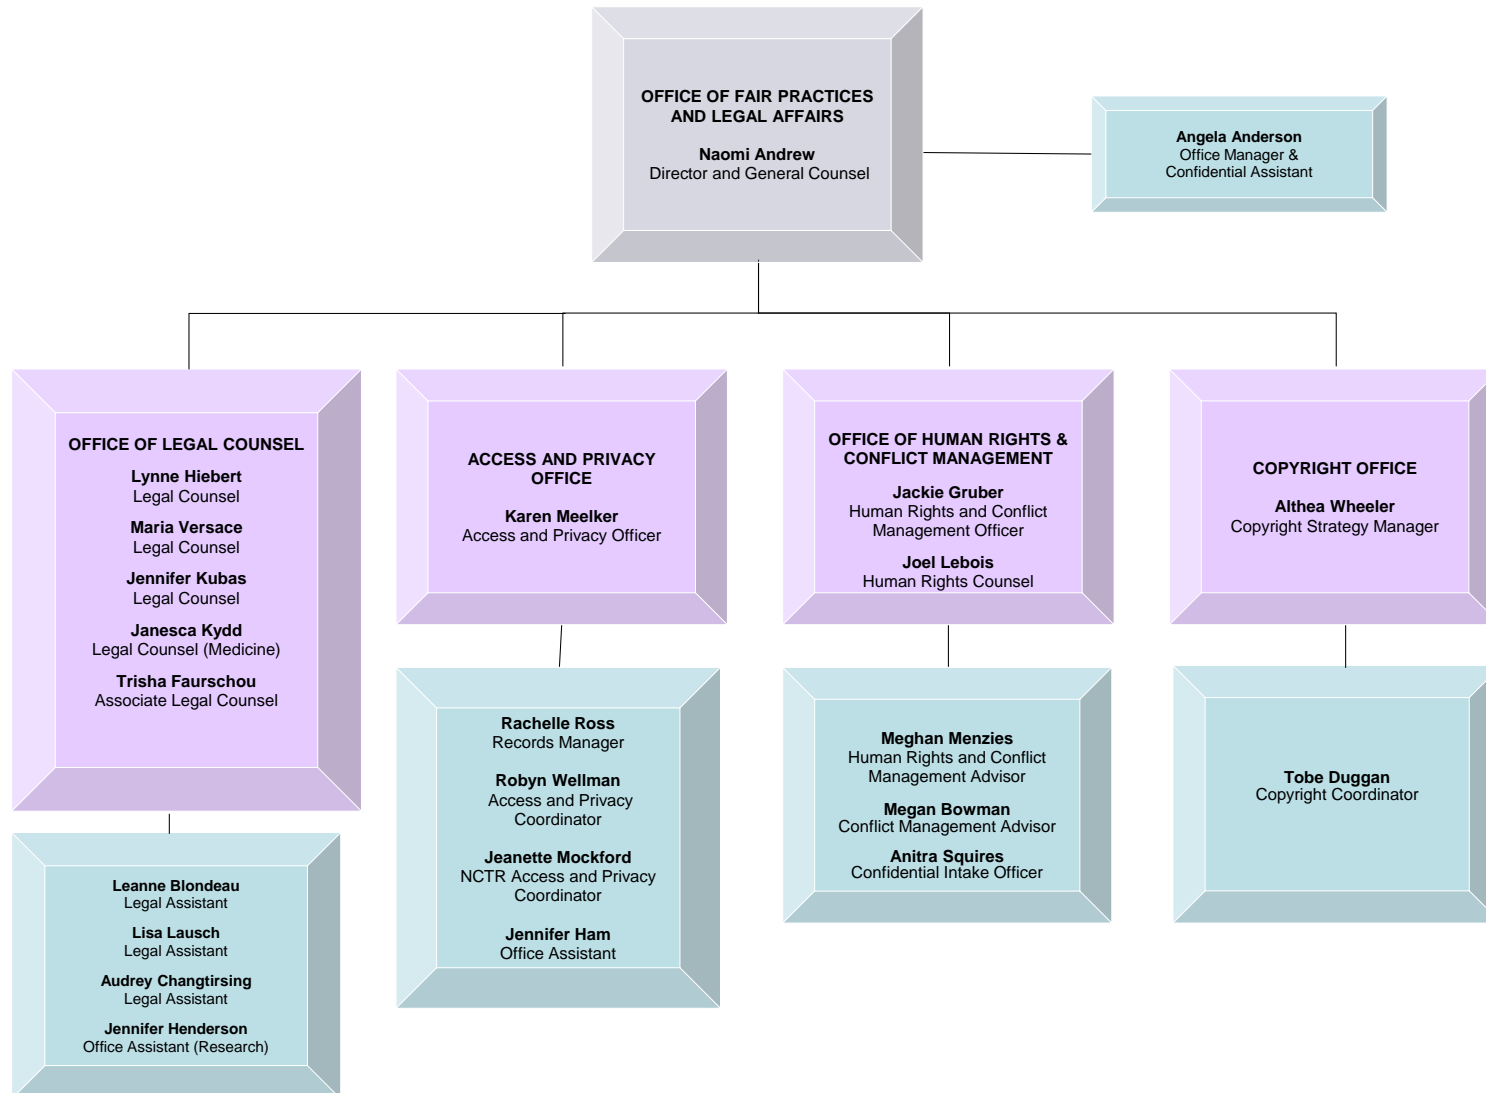 OFFICE OF FAIR PRACTICES
AND LEGAL AFFAIRS
Naomi Andrew
Director and General Counsel
Angela Anderson
Office Manager &
Confidential Assistant
OFFICE OF LEGAL COUNSEL
Lynne Hiebert
Legal Counsel
Maria Versace
Legal Counsel
Jennifer Kubas
Legal Counsel
Janesca Kydd
Legal Counsel (Medicine)
Trisha Faurschou
Associate Legal Counsel
ACCESS AND PRIVACY
OFFICE
Karen Meelker
Access and Privacy Officer
OFFICE OF HUMAN RIGHTS &
CONFLICT MANAGEMENT
Jackie Gruber
Human Rights and Conflict
Management Officer
Joel Lebois
Human Rights Counsel
COPYRIGHT OFFICE
Althea Wheeler
Copyright Strategy Manager
Leanne Blondeau
Legal Assistant
Lisa Lausch
Legal Assistant
Audrey Changtirsing
Legal Assistant
Jennifer Henderson
Office Assistant (Research)
Rachelle Ross
Records Manager
Robyn Wellman
Access and Privacy
Coordinator
Jeanette Mockford
NCTR Access and Privacy
Coordinator
Jennifer Ham
Office Assistant
Meghan Menzies
Human Rights and Conflict
Management Advisor
Megan Bowman
Conflict Management Advisor
Anitra Squires
Confidential Intake Officer
Tobe Duggan
Copyright Coordinator